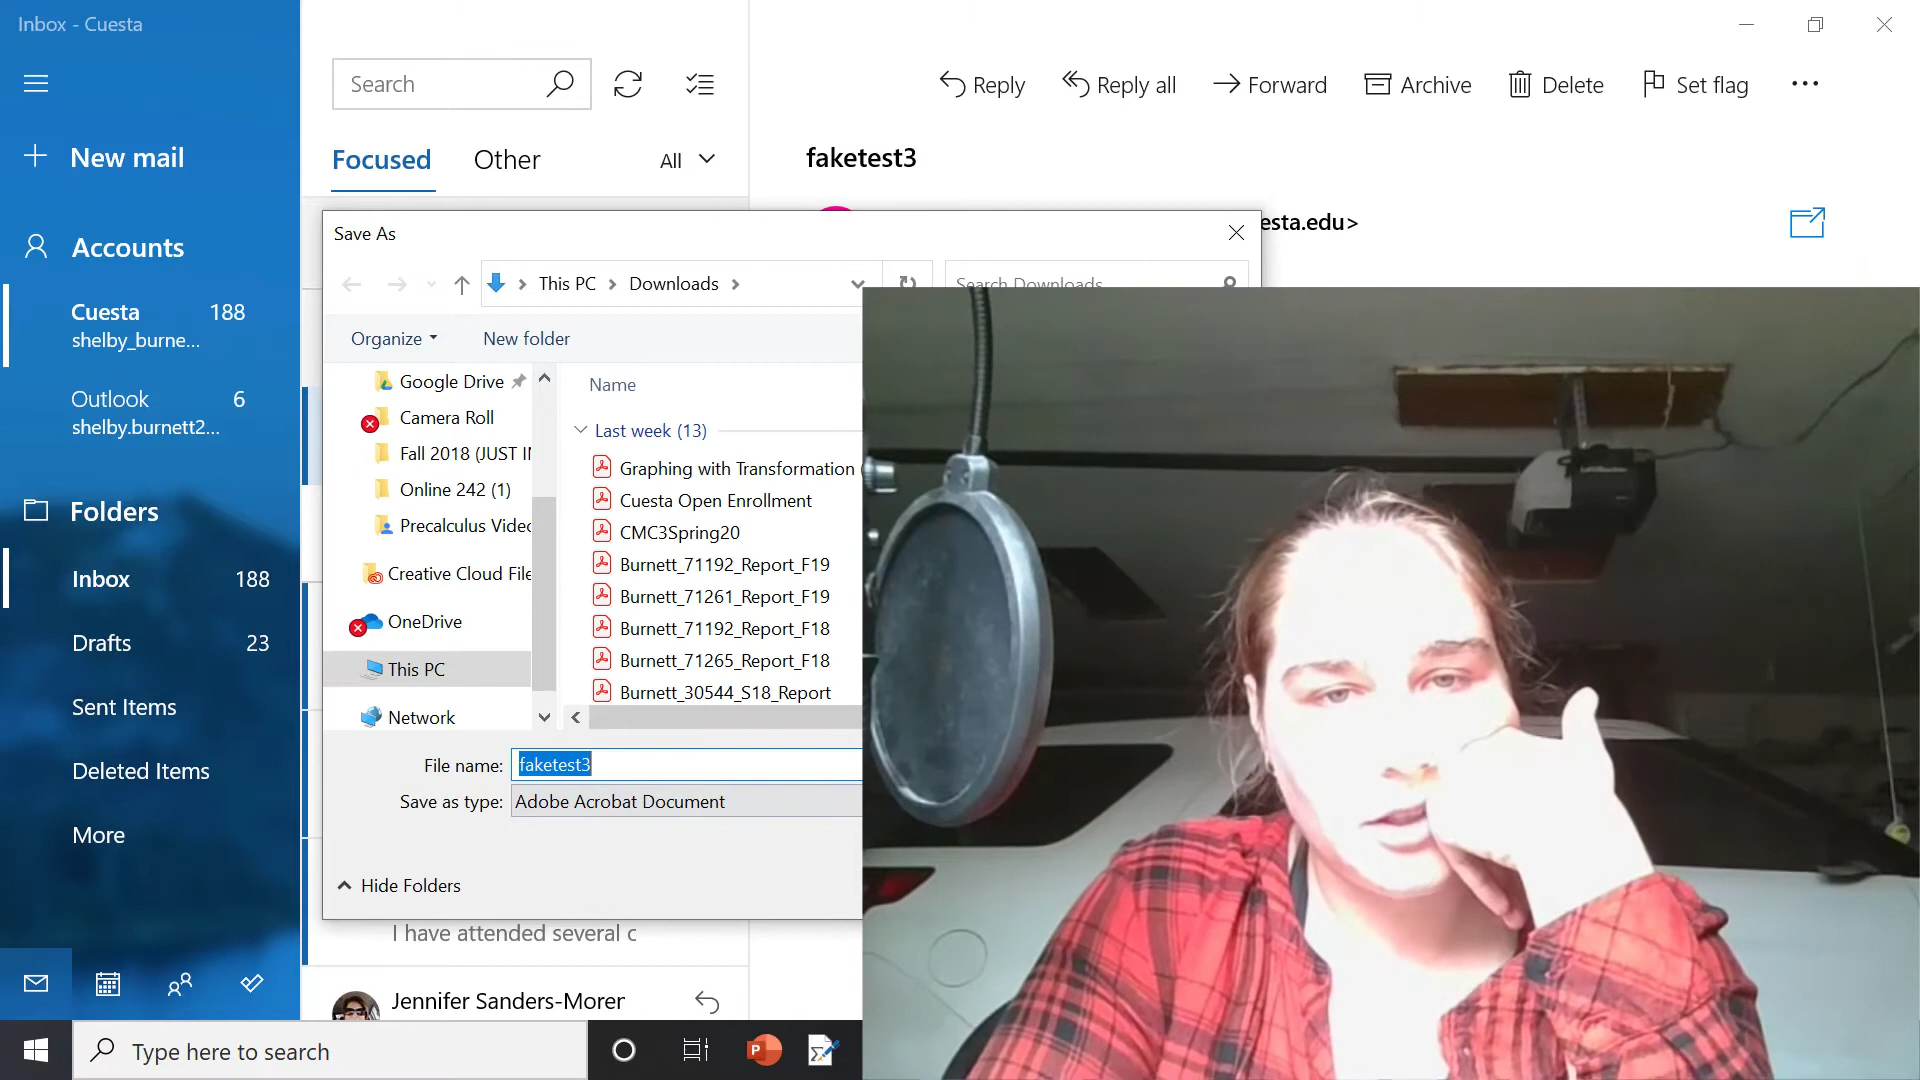 Inbox - Cuesta
Search
Reply
Reply all
Forward
Archive
Delete
Set flag
New mail
Focused
Other
All
faketest3
Accounts
esta.edu>
Save As
This PC
Downloads
Search Downloads
Cuesta 188
shelby_burne...
Organize
New folder
Outlook 6
shelby.burnett2...
Google Drive
Camera Roll
Fall 2018 (JUST IN
Online 242 (1)
Precalculus Videc
Creative Cloud File
OneDrive
This PC
Network
Name
Last week (13)
Graphing with Transformation (
Cuesta Open Enrollment
CMC3Spring20
Burnett_71192_Report_F19
Burnett_71261_Report_F19
Burnett_71192_Report_F18
Burnett_71265_Report_F18
Burnett_30544_S18_Report
Folders
Inbox 188
Drafts 23
Sent Items
Deleted Items
More
File name: faketest3
Save as type: Adobe Acrobat Document
Hide Folders
I have attended several c
Jennifer Sanders-Morer
Type here to search
P